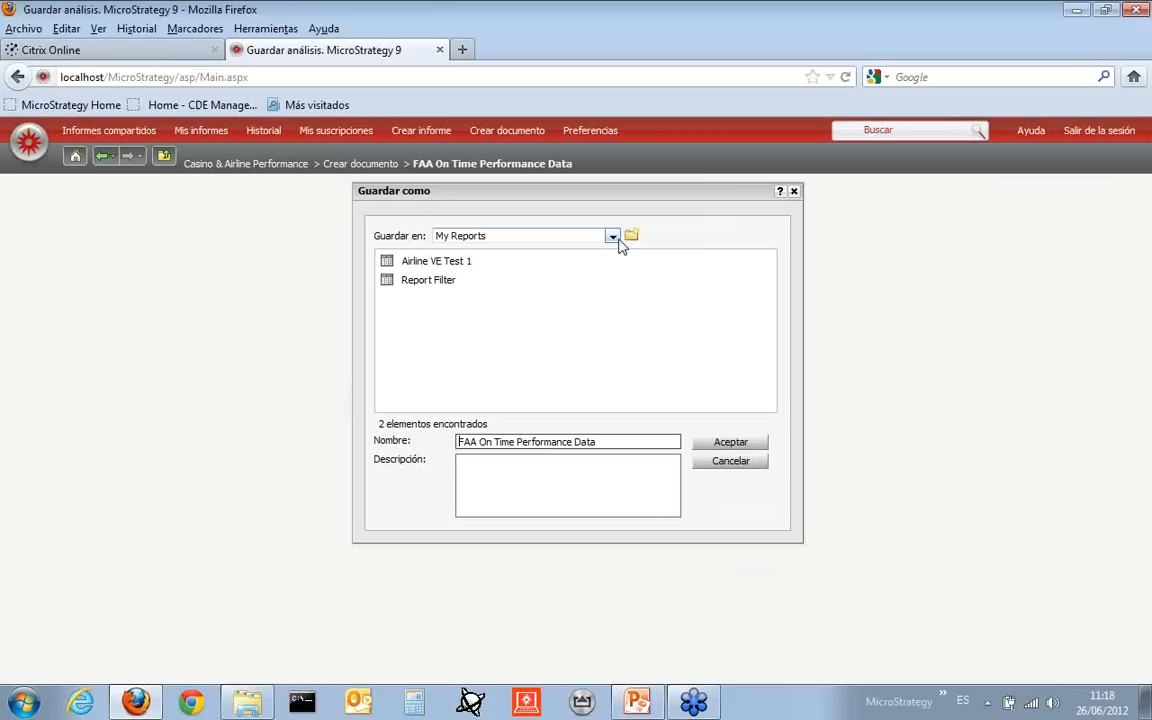 Guardar análisis. MicroStrategy 9 - Mozilla Firefox
Archivo Editar Ver Historial Marcadores Herramientas Ayuda
Citrix Online
Guardar análisis. MicroStrategy 9
localhost/MicroStrategy/asp/Main.aspx
Google
MicroStrategy Home
Home - CDE Manage...
Más visitados
Informes compartidos Mis informes Historial Mis suscripciones Crear informe Crear documento Preferencias
Buscar
Ayuda Salir de la sesión
Casino & Airline Performance > Crear documento > FAA On Time Performance Data
Guardar como
?
Guardar en: My Reports
Airline VE Test 1
Report Filter
2 elementos encontrados
Nombre: FAA On Time Performance Data
Aceptar
Descripción:
Cancelar
MicroStrategy
ES
11:18
26/06/2012